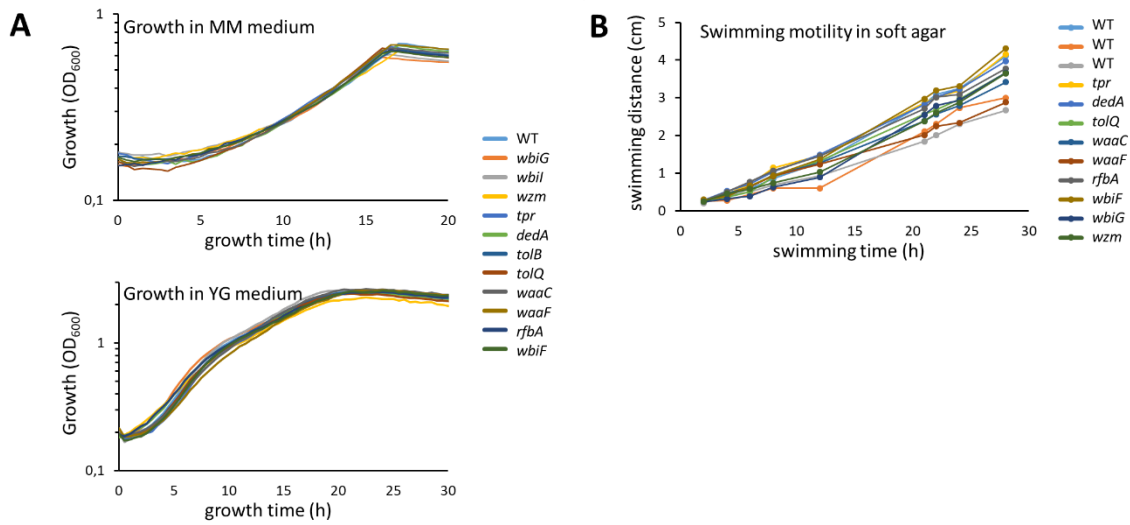 A
Growth in MM medium
Growth (OD600)
1
0,1
0 5 10 15 20
growth time (h)
Growth in YG medium
Growth (OD600)
1
0,1
0 5 10 15 20 25 30
growth time (h)
WT
wbiG
wbiI
wzm
tpr
dedA
tolB
tolQ
waaC
waaF
rfbA
wbiF
B
Swimming motility in soft agar
swimming distance (cm)
5
4
3
2
1
0
0 5 10 15 20 25 30
swimming time (h)
WT
WT
WT
tpr
dedA
tolQ
waaC
waaF
rfbA
wbiF
wbiG
wzm